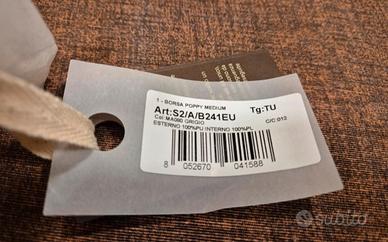 1 - BORSA POPPY MEDIUM
Art:S2/A/B241EU Tg:TU
Col:MA080 GRIGIO C/C:012
ESTERNO 100%PU INTERNO 100%PL
8 052670 041588
subito